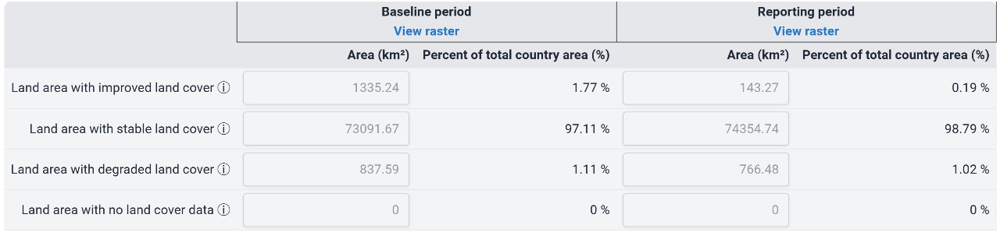 Baseline period Reporting period
View raster View raster
Area (km²) Percent of total country area (%) Area (km²) Percent of total country area (%)
Land area with improved land cover ⓘ 1335.24 1.77 % 143.27 0.19 %
Land area with stable land cover ⓘ 73091.67 97.11 % 74354.74 98.79 %
Land area with degraded land cover ⓘ 837.59 1.11 % 766.48 1.02 %
Land area with no land cover data ⓘ 0 0 % 0 0 %